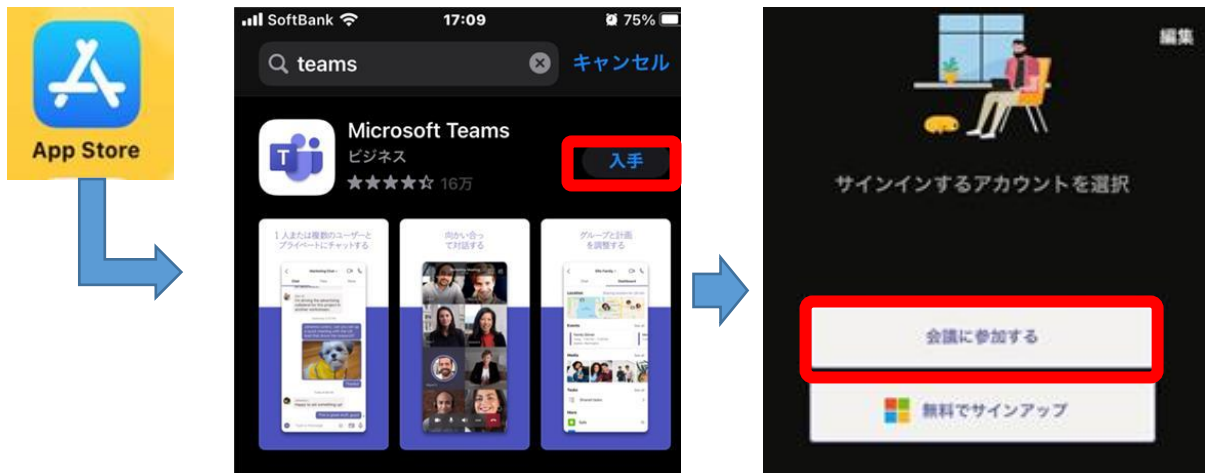 App Store
SoftBank 17:09 75%
teams キャンセル
Microsoft Teams
ビジネス
入手
★★★★☆ 16万
1人または複数のユーザーと
プライベートにチャットする
向かい合っ
て対話する
グループと計画
を調整する
編集
サインインするアカウントを選択
会議に参加する
無料でサインアップ